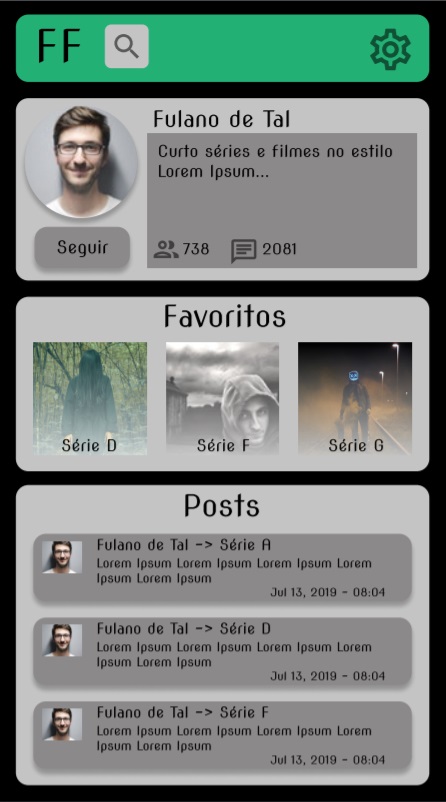 FF
Fulano de Tal
Curto séries e filmes no estilo
Lorem Ipsum...
Seguir
738
2081
Favoritos
Série D
Série F
Série G
Posts
Fulano de Tal -> Série A
Lorem Ipsum Lorem Ipsum Lorem Ipsum Lorem
Ipsum Lorem Ipsum
Jul 13, 2019 - 08:04
Fulano de Tal -> Série D
Lorem Ipsum Lorem Ipsum Lorem Ipsum Lorem
Ipsum Lorem Ipsum
Jul 13, 2019 - 08:04
Fulano de Tal -> Série F
Lorem Ipsum Lorem Ipsum Lorem Ipsum Lorem
Ipsum Lorem Ipsum
Jul 13, 2019 - 08:04